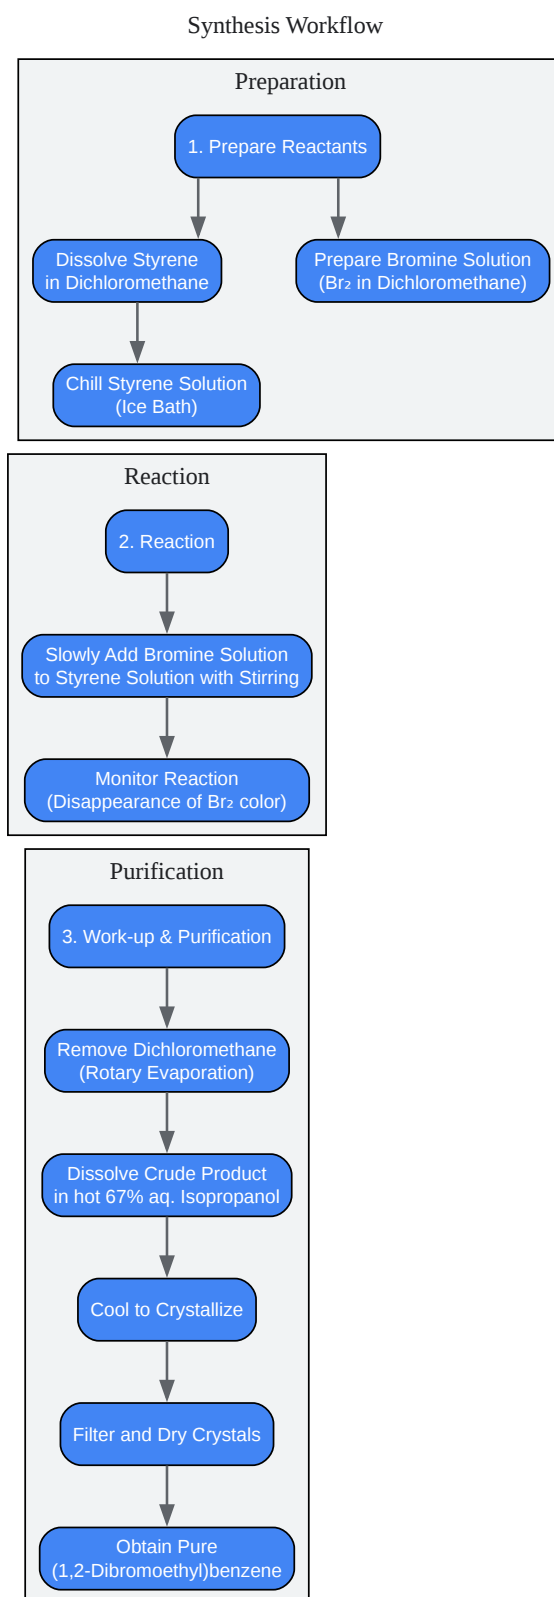 Synthesis Workflow
Preparation
1. Prepare Reactants
Dissolve Styrene
in Dichloromethane
Prepare Bromine Solution
(Br₂ in Dichloromethane)
Chill Styrene Solution
(Ice Bath)
Reaction
2. Reaction
Slowly Add Bromine Solution
to Styrene Solution with Stirring
Monitor Reaction
(Disappearance of Br₂ color)
Purification
3. Work-up & Purification
Remove Dichloromethane
(Rotary Evaporation)
Dissolve Crude Product
in hot 67% aq. Isopropanol
Cool to Crystallize
Filter and Dry Crystals
Obtain Pure
(1,2-Dibromoethyl)benzene